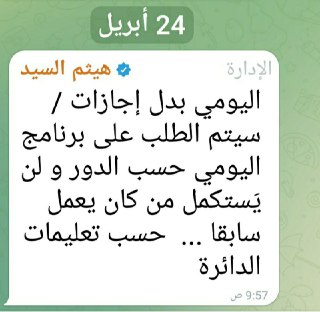 24 أبريل
هيثم السيد الإدارة
اليومي بدل إجازات /
سيتم الطلب على برنامج
اليومي حسب الدور و لن
يَستكمل من كان يعمل
سابقا ... حسب تعليمات
الدائرة
9:57 ص